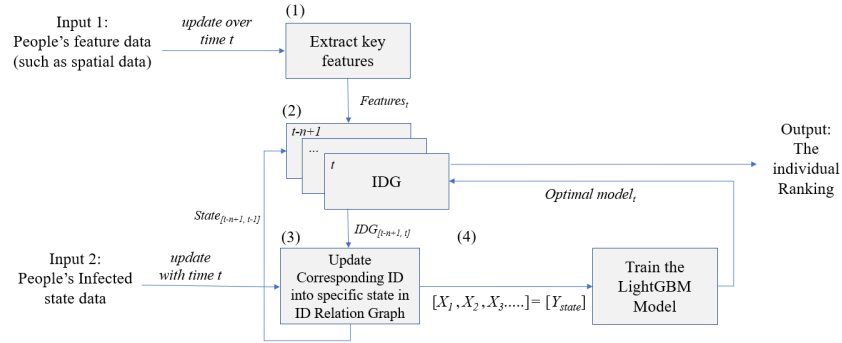 Input 1:
People's feature data
(such as spatial data)
update over
time t
(1)
Extract key
features
Features_t
(2)
t-n+1
...
t
IDG
Output:
The
individual
Ranking
Optimal model_t
State_[t-n+1, t-1]
IDG_[t-n+1, t]
(3)
(4)
Input 2:
People's Infected
state data
update
with time t
Update
Corresponding ID
into specific state in
ID Relation Graph
[X_1 , X_2 , X_3.....]= [Y_state]
Train the
LightGBM
Model